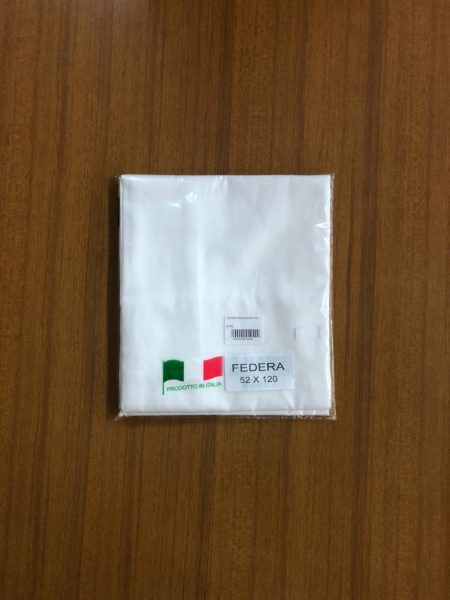 FEDERA
52 X 120
PRODOTTO IN ITALIA